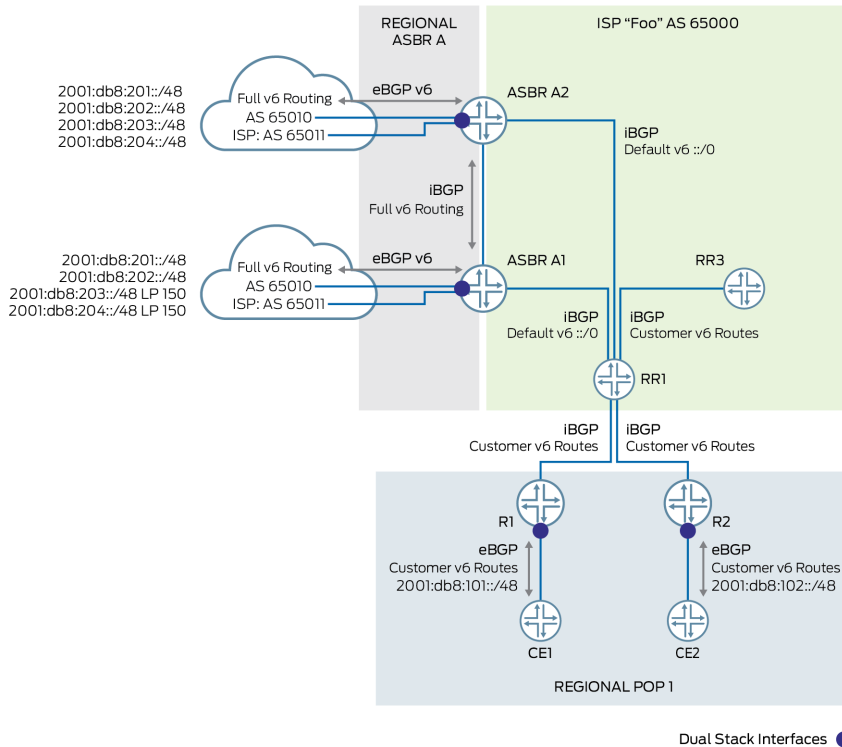 REGIONAL
ASBR A
ISP “Foo” AS 65000
2001:db8:201::/48
2001:db8:202::/48
2001:db8:203::/48
2001:db8:204::/48
Full v6 Routing
AS 65010
ISP: AS 65011
eBGP v6
ASBR A2
iBGP
Default v6 ::/0
iBGP
Full v6 Routing
2001:db8:201::/48
2001:db8:202::/48
2001:db8:203::/48 LP 150
2001:db8:204::/48 LP 150
Full v6 Routing
AS 65010
ISP: AS 65011
eBGP v6
ASBR A1
RR3
iBGP
Default v6 ::/0
iBGP
Customer v6 Routes
RR1
iBGP
Customer v6 Routes
iBGP
Customer v6 Routes
R1
R2
eBGP
Customer v6 Routes
2001:db8:101::/48
eBGP
Customer v6 Routes
2001:db8:102::/48
CE1
CE2
REGIONAL POP 1
Dual Stack Interfaces